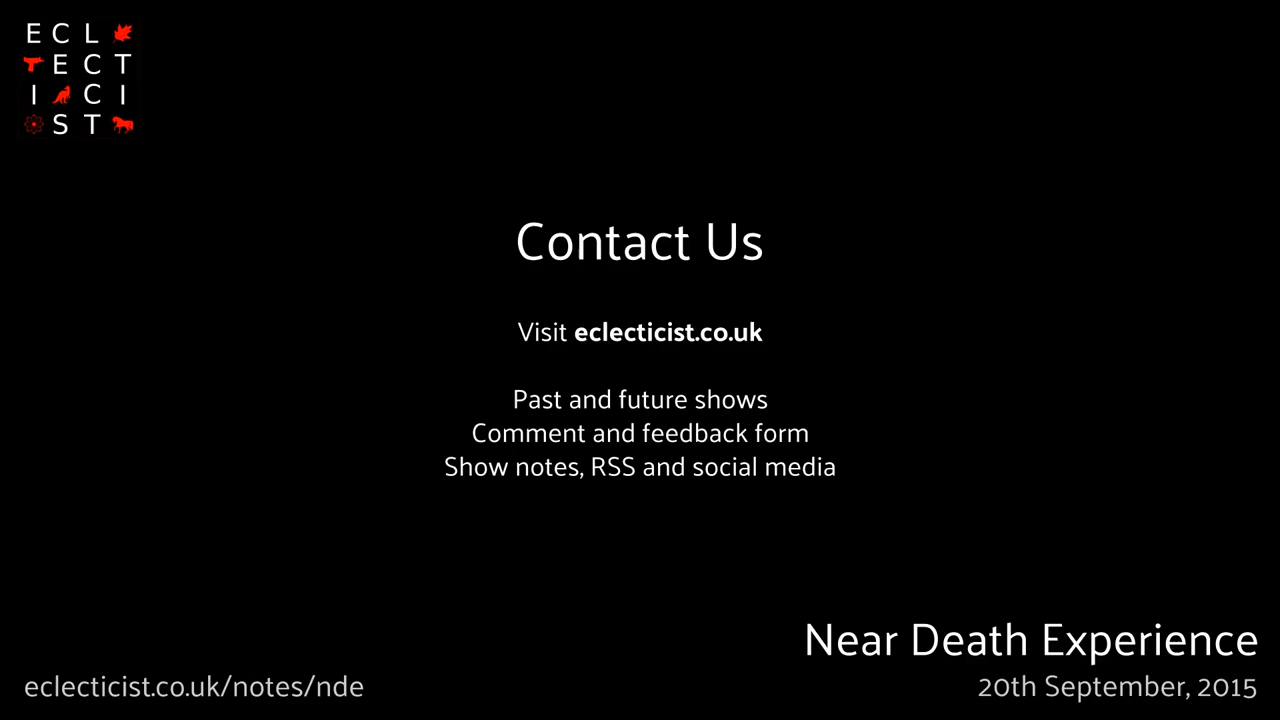 E C L
E C T
I C I
S T
Contact Us
Visit eclecticist.co.uk
Past and future shows
Comment and feedback form
Show notes, RSS and social media
Near Death Experience
eclecticist.co.uk/notes/nde
20th September, 2015